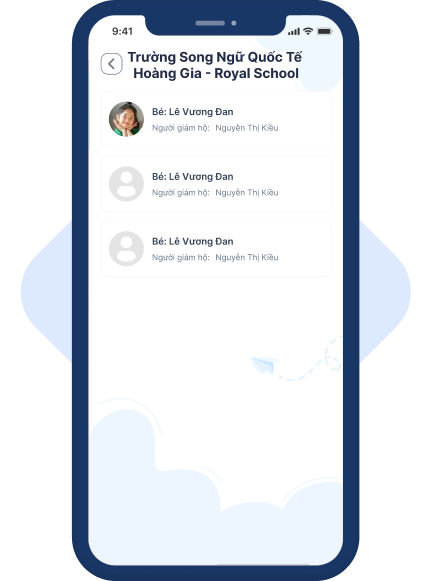 9:41
Trường Song Ngữ Quốc Tế
Hoàng Gia - Royal School
Bé: Lê Vương Đan
Người giám hộ: Nguyễn Thị Kiều
Bé: Lê Vương Đan
Người giám hộ: Nguyễn Thị Kiều
Bé: Lê Vương Đan
Người giám hộ: Nguyễn Thị Kiều